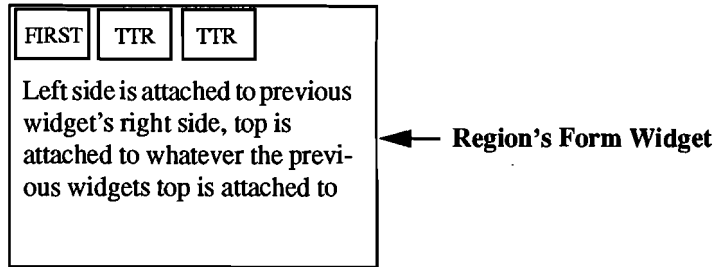 FIRST TTR TTR
Left side is attached to previous
widget's right side, top is
attached to whatever the previ-
ous widgets top is attached to
Region's Form Widget